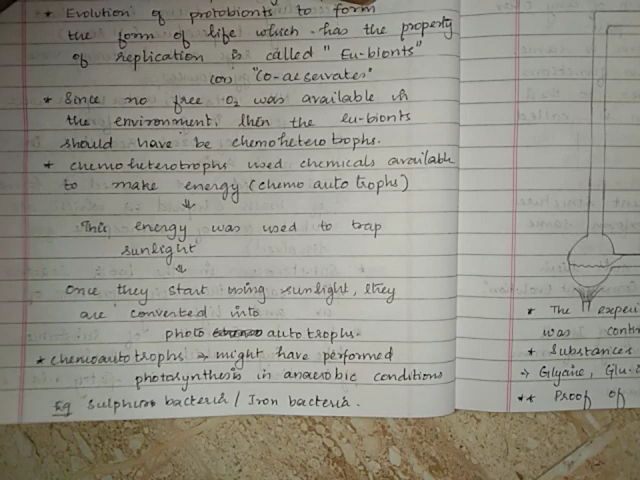 * Evolution of protobionts to form
the form of life which has the property
of replication is called "Eu-bionts"
(or) "Co-aeservates"
* Since no free O₂ was available in
the environment, then the eu-bionts
should have be chemoheterotrophs.
* chemoheterotrophs used chemicals available
to make energy (chemo autotrophs)
⇓
This energy was used to trap
sunlight
⇓
Once they start using sunlight, they
are converted into
photo autotrophs.
* chemoautotrophs → might have performed
photosynthesis in anaerobic conditions
Eg Sulphur bacteria / Iron bacteria.
* The experi
was contr
* Substances
→ Glycine, Glu-
** Proof of